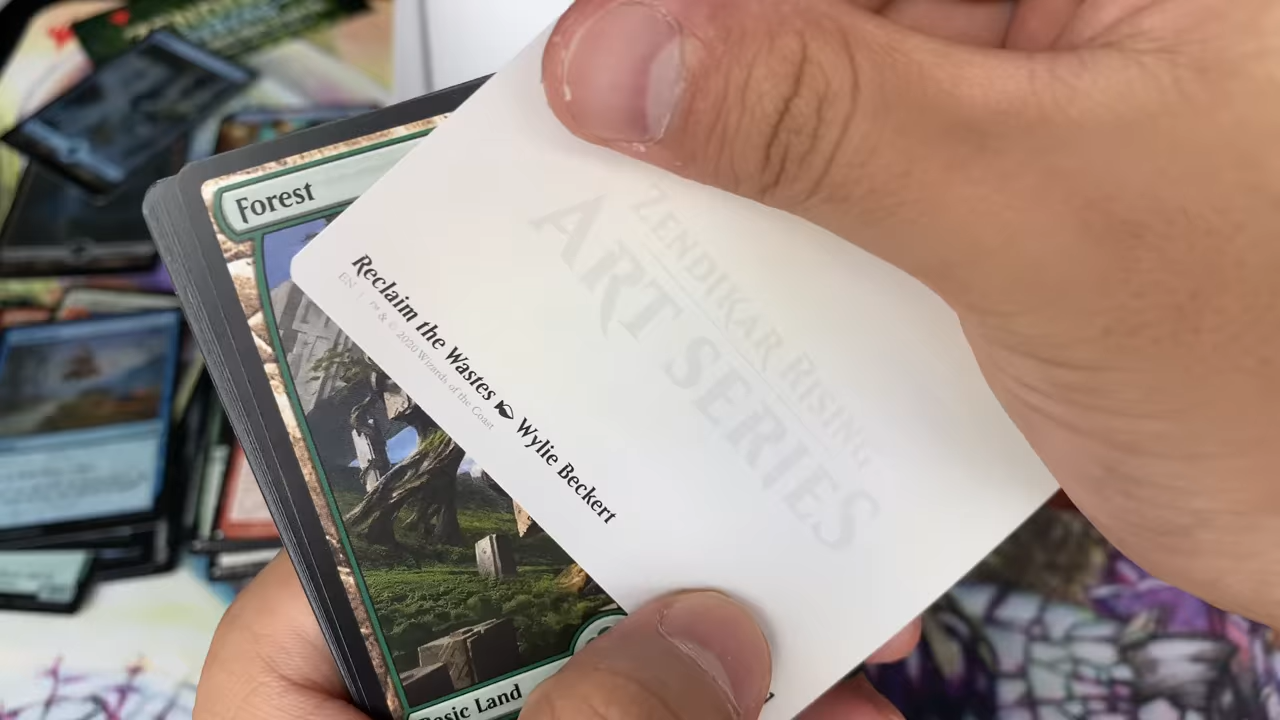 Forest
Reclaim the Wastes Wylie Beckert
EN ™ & © 2020 Wizards of the Coast
ZENDIKAR RISING
ART SERIES
Basic Land